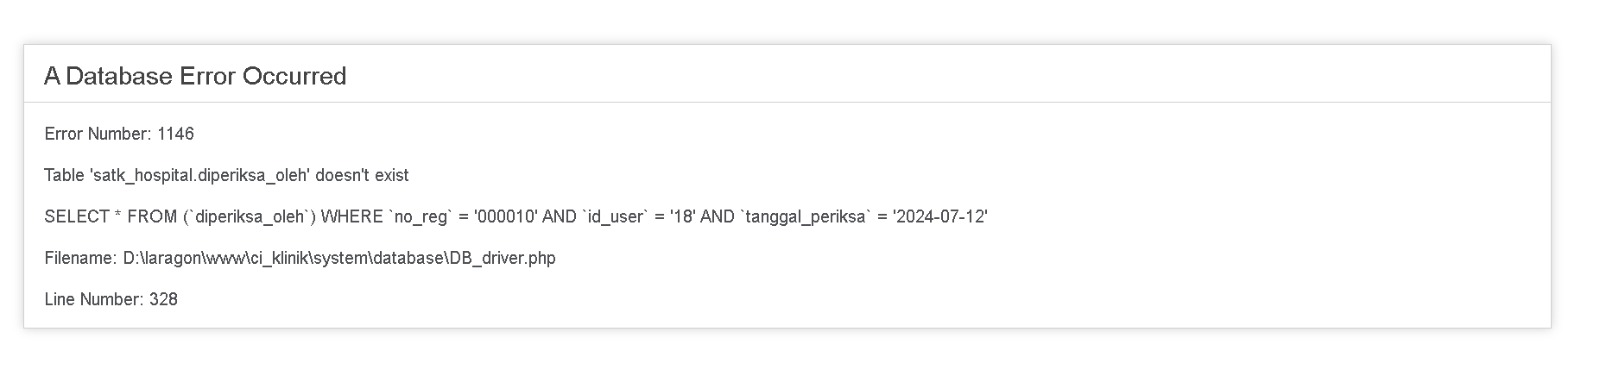 A Database Error Occurred
Error Number: 1146
Table 'satk_hospital.diperiksa_oleh' doesn't exist
SELECT * FROM (`diperiksa_oleh`) WHERE `no_reg` = '000010' AND `id_user` = '18' AND `tanggal_periksa` = '2024-07-12'
Filename: D:\laragon\www\ci_klinik\system\database\DB_driver.php
Line Number: 328